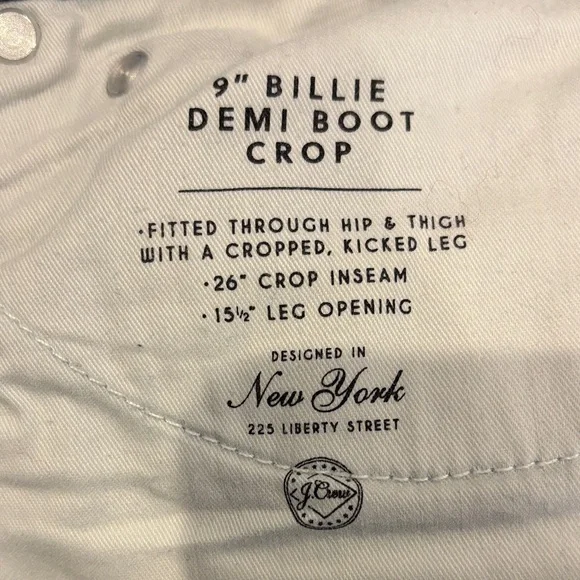 9" BILLIE
DEMI BOOT
CROP
·FITTED THROUGH HIP & THIGH
WITH A CROPPED, KICKED LEG
·26" CROP INSEAM
·15½" LEG OPENING
DESIGNED IN
New York
225 LIBERTY STREET
J.Crew